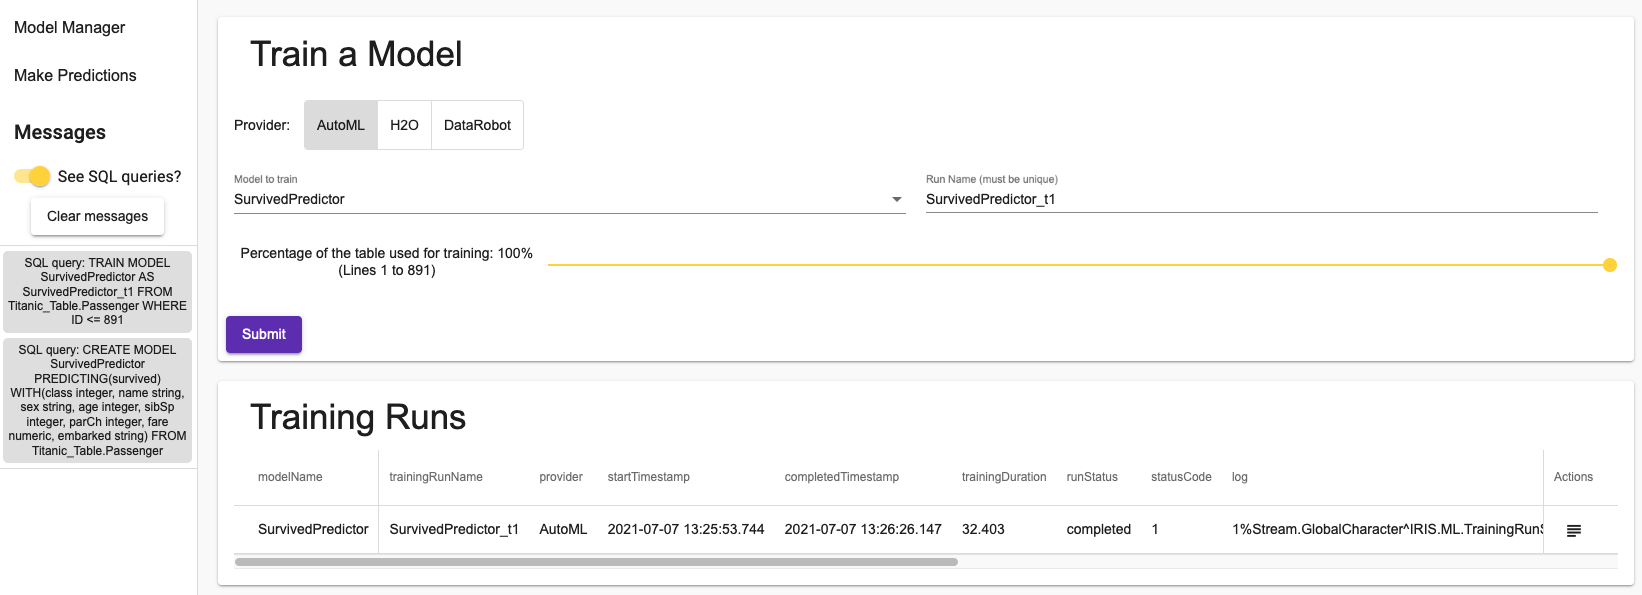 Model Manager
Make Predictions
Messages
See SQL queries?
Clear messages
SQL query: TRAIN MODEL
SurvivedPredictor AS
SurvivedPredictor_t1 FROM
Titanic_Table.Passenger WHERE
ID <= 891
SQL query: CREATE MODEL
SurvivedPredictor
PREDICTING(survived)
WITH(class integer, name string,
sex string, age integer, sibSp
integer, parCh integer, fare
numeric, embarked string) FROM
Titanic_Table.Passenger
Train a Model
Provider: AutoML H2O DataRobot
Model to train
SurvivedPredictor
Run Name (must be unique)
SurvivedPredictor_t1
Percentage of the table used for training: 100%
(Lines 1 to 891)
Submit
Training Runs
modelName trainingRunName provider startTimestamp completedTimestamp trainingDuration runStatus statusCode log Actions
SurvivedPredictor SurvivedPredictor_t1 AutoML 2021-07-07 13:25:53.744 2021-07-07 13:26:26.147 32.403 completed 1 1%Stream.GlobalCharacter^IRIS.ML.TrainingRun